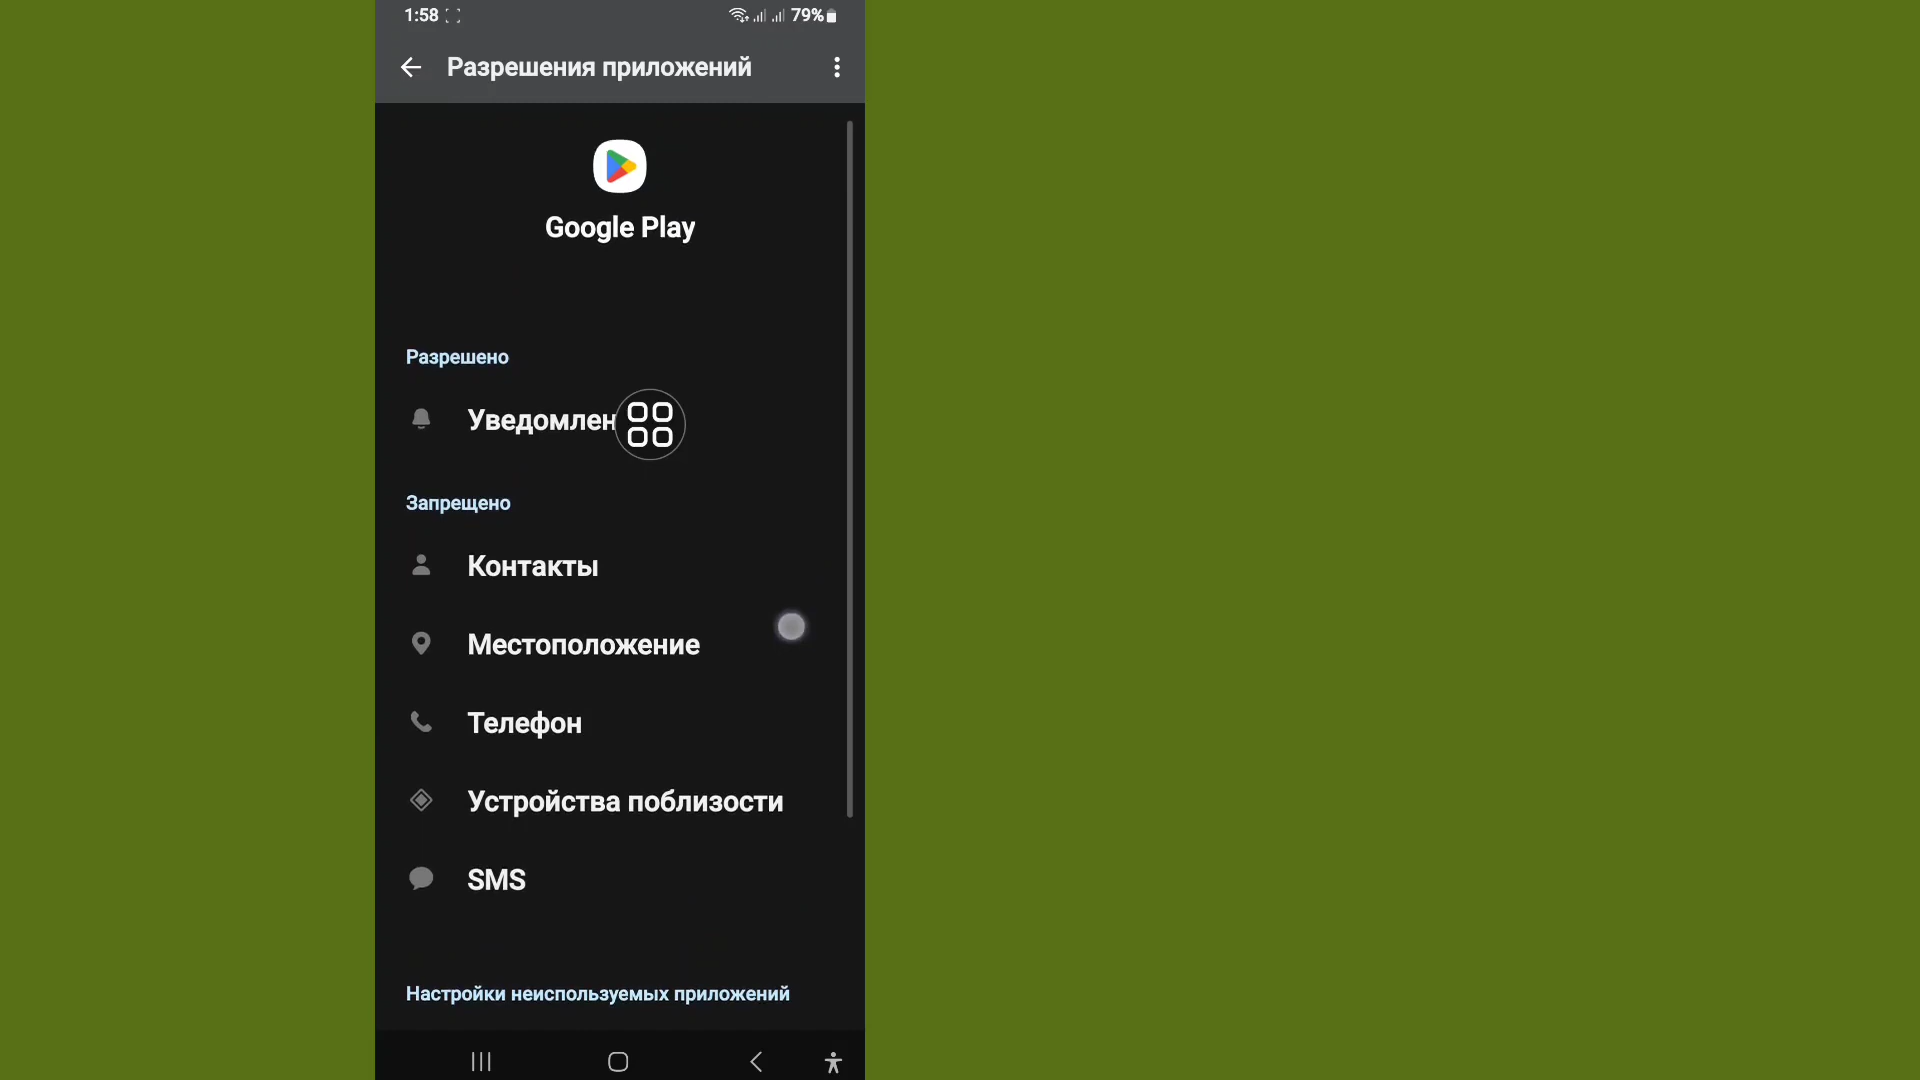 1:58
79%
Разрешения приложений
Google Play
Разрешено
Уведомлен
Запрещено
Контакты
Местоположение
Телефон
Устройства поблизости
SMS
Настройки неиспользуемых приложений